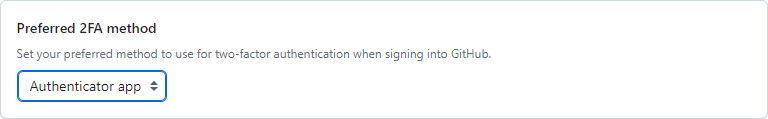 Preferred 2FA method
Set your preferred method to use for two-factor authentication when signing into GitHub.
Authenticator app